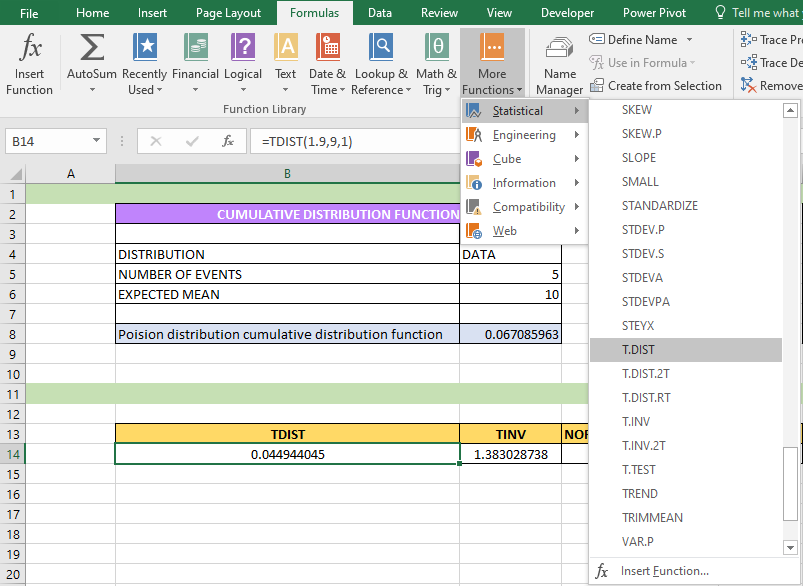 File Home Insert Page Layout Formulas Data Review View Developer Power Pivot Tell me what
Insert Function
AutoSum
Recently Used
Financial
Logical
Text
Date & Time
Lookup & Reference
Math & Trig
More Functions
Name Manager
Define Name
Use in Formula
Create from Selection
Trace Pr
Trace De
Remove
Function Library
B14 fx =TDIST(1.9,9,1)
Statistical
Engineering
Cube
Information
Compatibility
Web
SKEW
SKEW.P
SLOPE
SMALL
STANDARDIZE
STDEV.P
STDEV.S
STDEVA
STDEVPA
STEYX
T.DIST
T.DIST.2T
T.DIST.RT
T.INV
T.INV.2T
T.TEST
TREND
TRIMMEAN
VAR.P
fx Insert Function...
A B
1
2 CUMULATIVE DISTRIBUTION FUNCTION
3
4 DISTRIBUTION DATA
5 NUMBER OF EVENTS 5
6 EXPECTED MEAN 10
7
8 Poision distribution cumulative distribution function 0.067085963
9
10
11
12
13 TDIST TINV NOR
14 0.044944045 1.383028738
15
16
17
18
19
20